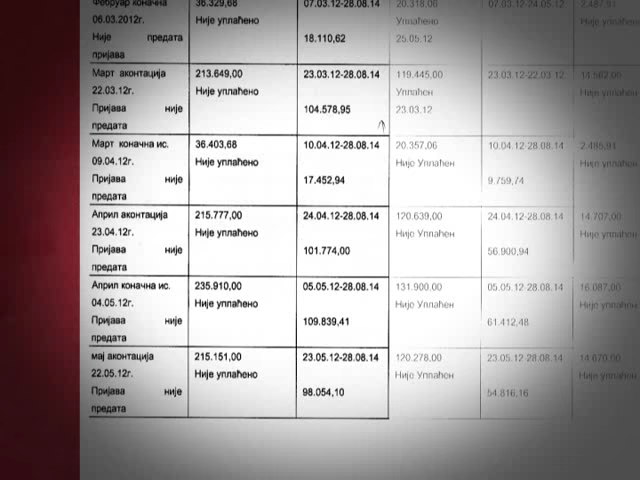 Фебруар коначна 36.329,68 07.03.12-28.08.14 20.318,00 07.03.12-24.05.12 2.487,91
06.03.2012г. Није уплаћено Уплаћено Није уплаћен
Није предата 18.110,62 25.05.12
пријава
Март аконтација 213.649,00 23.03.12-28.08.14 119.445,00 23.03.12-22.03.12 14.562,00
22.03.12г. Није уплаћено Уплаћен Није уплаћен
Пријава није 104.578,95 23.03.12
предата
Март коначна ис. 36.403,68 10.04.12-28.08.14 20.357,06 10.04.12-28.08.14 2.485,91
09.04.12г. Није уплаћено Нијо Уплаћен Није уплаћен
Пријава није 17.452,94 9.759,74
предата
Април аконтација 215.777,00 24.04.12-28.08.14 120.639,00 24.04.12-28.08.14 14.707,00
23.04.12г. Није уплаћено Није Уплаћен Није уплаћен
Пријава није 101.774,00 56.900,94
предата
Април коначна ис. 235.910,00 05.05.12-28.08.14 131.900,00 05.05.12-28.08.14 16.087,00
04.05.12г. Није уплаћено Није Уплаћен Није уплаћен
Пријава није 109.839,41 61.412,48
предата
мај аконтација 215.151,00 23.05.12-28.08.14 120.278,00 23.05.12-28.08.14 14.670,00
22.05.12г. Није уплаћено Није Уплаћен Није уплаћен
Пријава није 98.054,10 54.816,16
предата